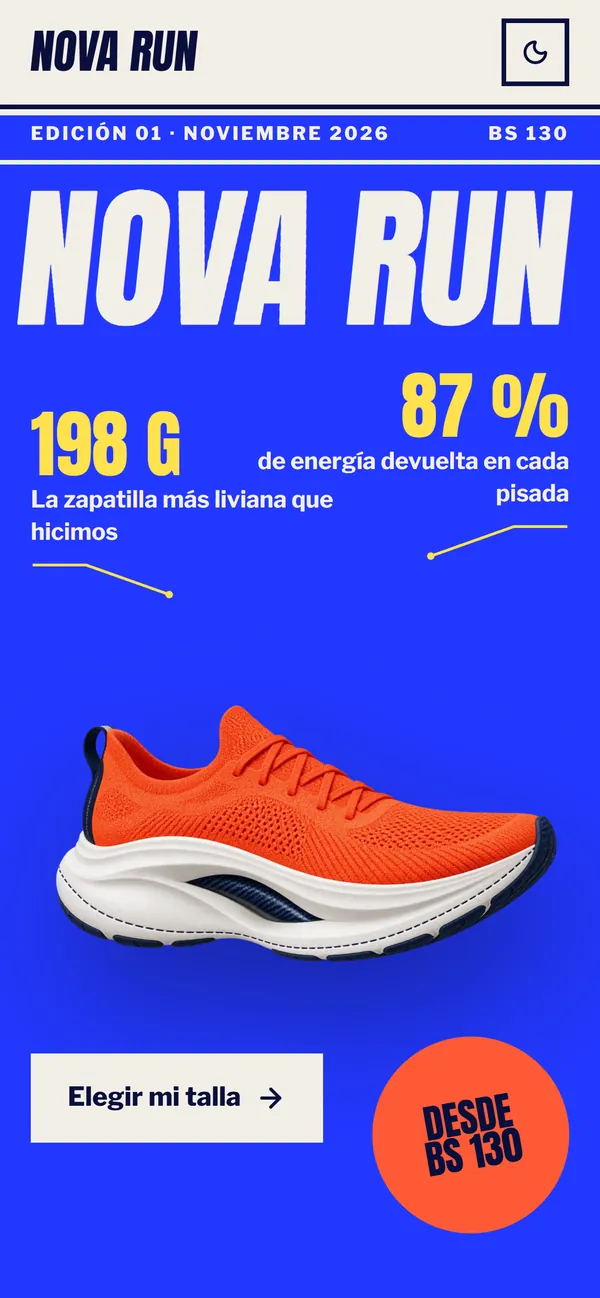 NOVA RUN
EDICIÓN 01 · NOVIEMBRE 2026 BS 130
NOVA RUN
87 %
de energía devuelta en cada
pisada
198 G
La zapatilla más liviana que
hicimos
Elegir mi talla →
DESDE
BS 130